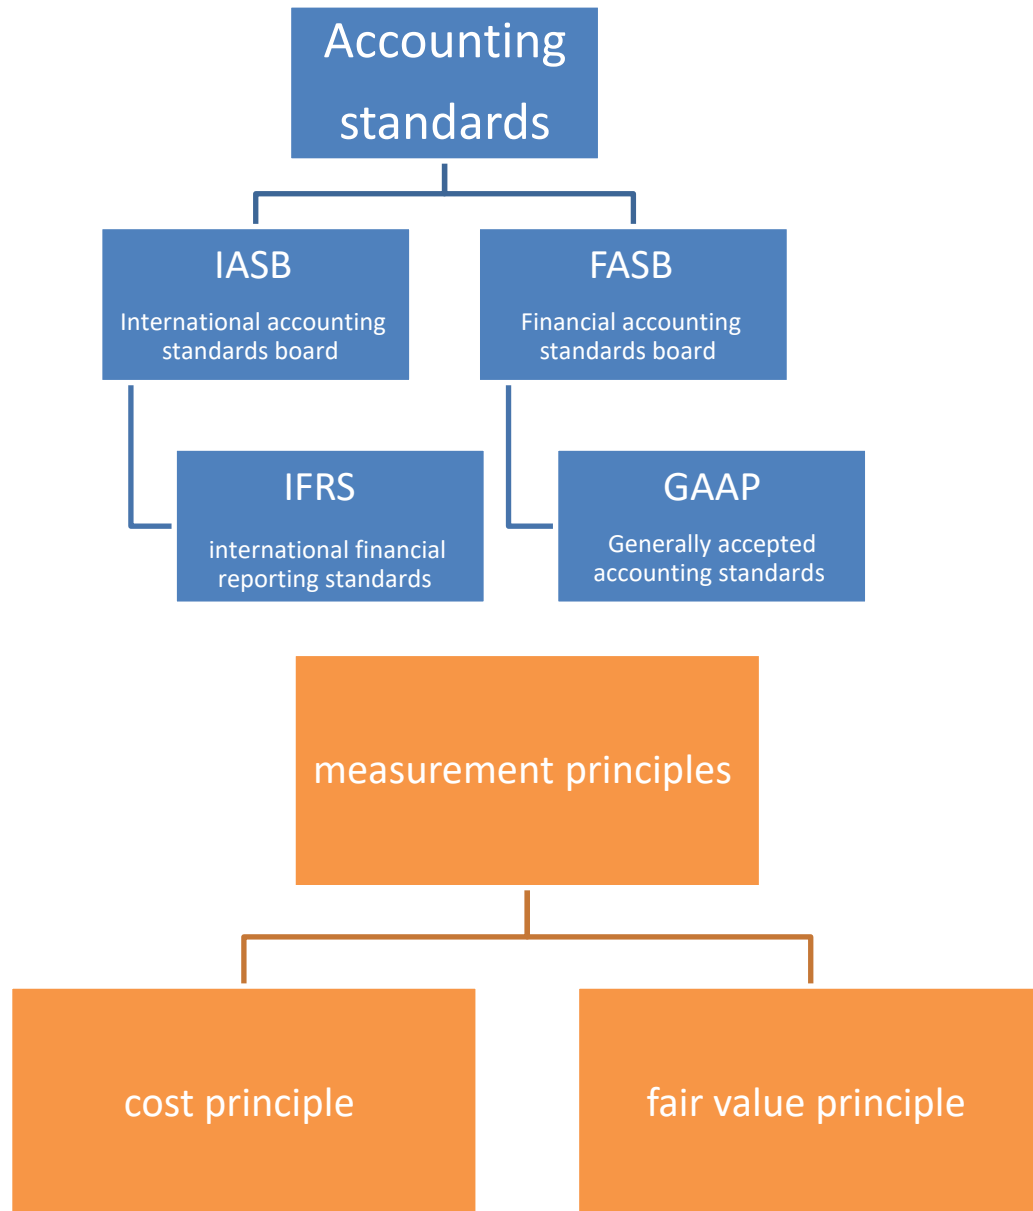 Accounting
standards
IASB
International accounting
standards board
FASB
Financial accounting
standards board
IFRS
international financial
reporting standards
GAAP
Generally accepted
accounting standards
measurement principles
cost principle
fair value principle